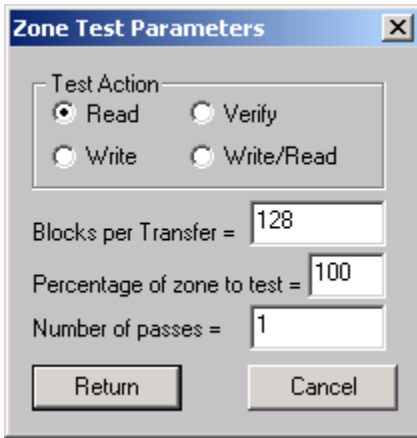 Zone Test Parameters
Test Action
Read Verify
Write Write/Read
Blocks per Transfer = 128
Percentage of zone to test = 100
Number of passes = 1
Return Cancel